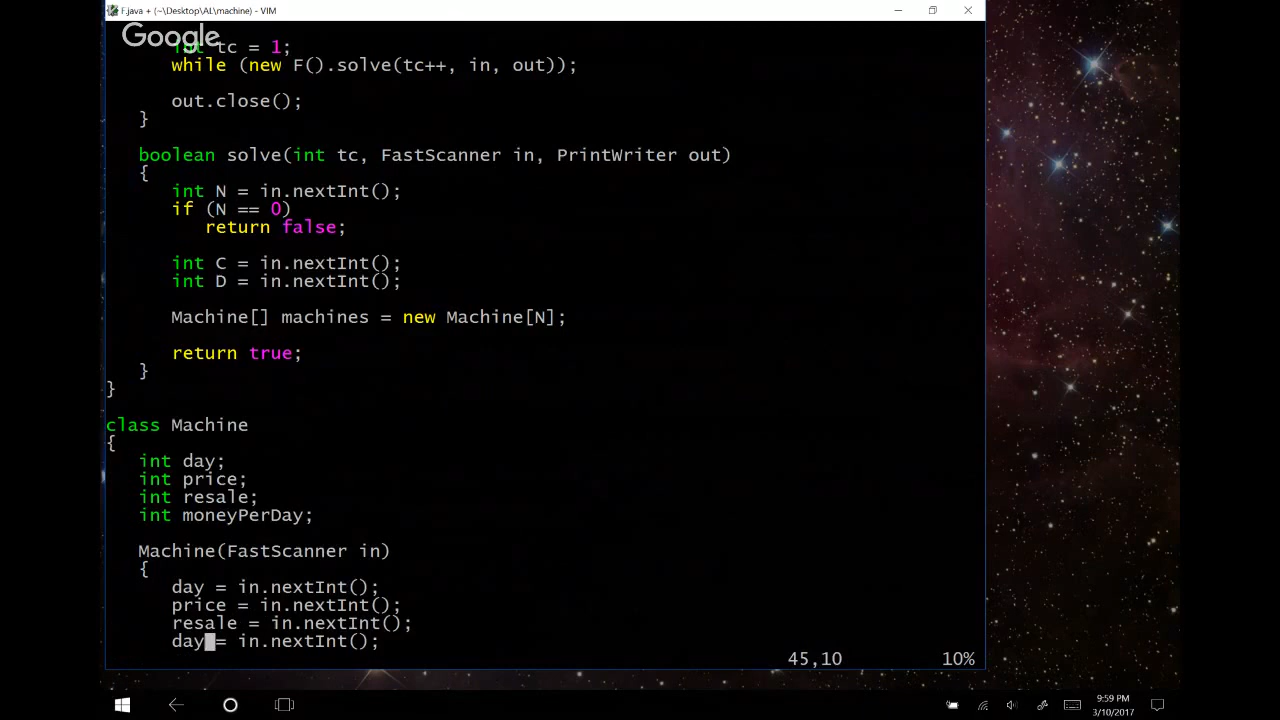 F.java + (~\Desktop\AL\machine) - VIM
Google
int tc = 1;
while (new F().solve(tc++, in, out));
out.close();
}
boolean solve(int tc, FastScanner in, PrintWriter out)
{
int N = in.nextInt();
if (N == 0)
return false;
int C = in.nextInt();
int D = in.nextInt();
Machine[] machines = new Machine[N];
return true;
}
}
class Machine
{
int day;
int price;
int resale;
int moneyPerDay;
Machine(FastScanner in)
{
day = in.nextInt();
price = in.nextInt();
resale = in.nextInt();
day = in.nextInt();
45,10 10%
9:59 PM
3/10/2017